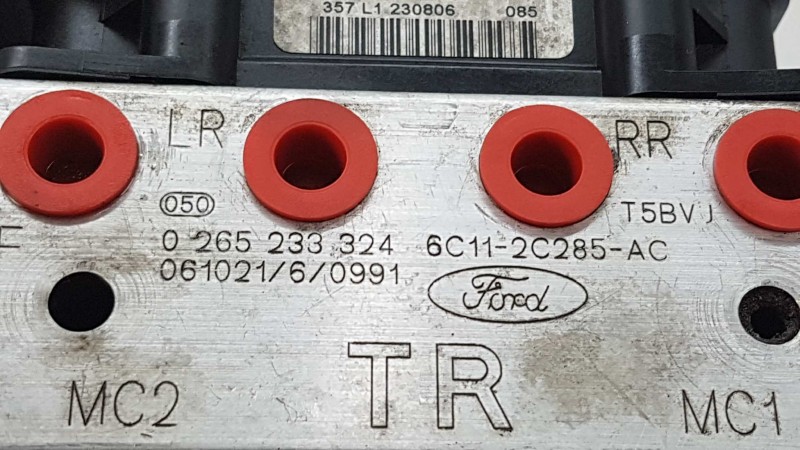 357 L1 230806 085
LR RR
050 T5BV
0 265 233 324 6C11-2C285-AC
061021/6/0991 Ford
TR
MC2 MC1